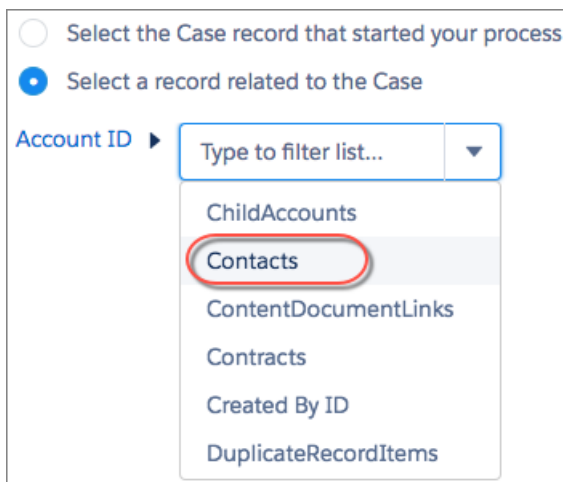 Select the Case record that started your process
Select a record related to the Case
Account ID
Type to filter list...
ChildAccounts
Contacts
ContentDocumentLinks
Contracts
Created By ID
DuplicateRecordItems